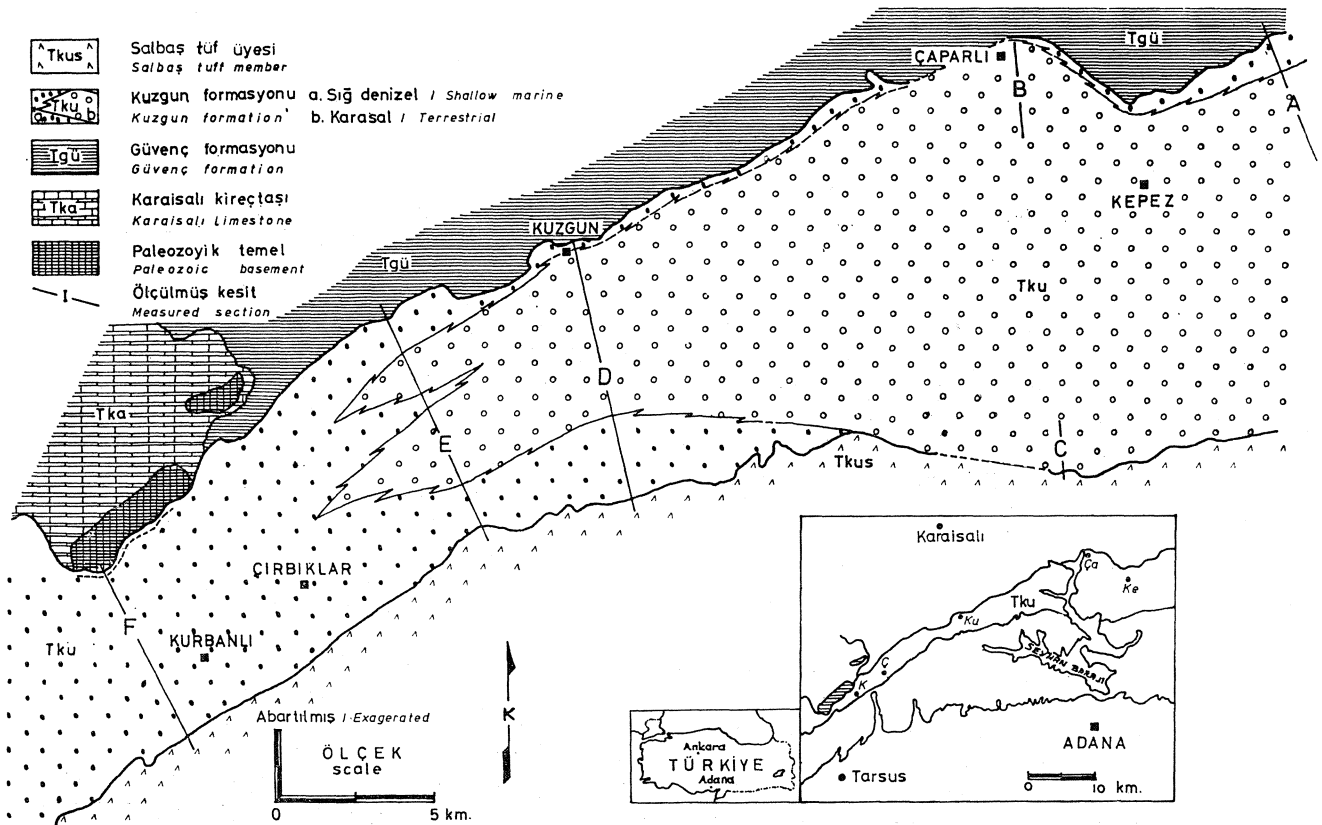 Tkus
Salbaş tüf üyesi
Salbaş tuff member
Tku
a b
Kuzgun formasyonu a. Sığ denizel / Shallow marine
Kuzgun formation b. Karasal / Terrestrial
Tgü
Güvenç formasyonu
Güvenç formation
Tka
Karaisalı kireçtaşı
Karaisalı limestone
Paleozoyik temel
Paleozoic basement
I
Ölçülmüş kesit
Measured section
ÇAPARLI
Tgü
B
A
KEPEZ
KUZGUN
Tgü
Tku
D
Tka
E
C
Tkus
ÇIRBIKLAR
F
Tku
KURBANLI
Abartılmış / Exagerated
ÖLÇEK
scale
0 5 km.
K
Ankara
TÜRKİYE
Adana
Karaisalı
Ça
Ke
Tku
Ku
Ç
SEYHAN BARAJI
K
ADANA
Tarsus
0 10 km.